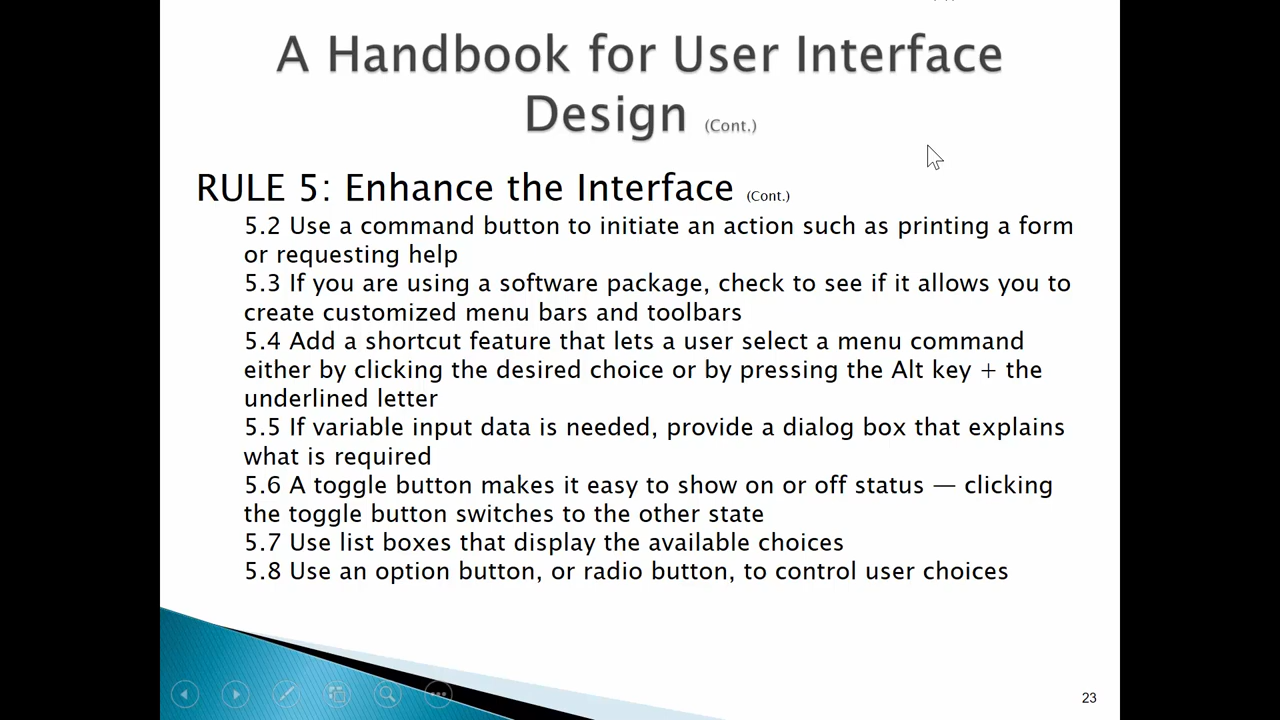 A Handbook for User Interface
Design (Cont.)
RULE 5: Enhance the Interface (Cont.)
5.2 Use a command button to initiate an action such as printing a form
or requesting help
5.3 If you are using a software package, check to see if it allows you to
create customized menu bars and toolbars
5.4 Add a shortcut feature that lets a user select a menu command
either by clicking the desired choice or by pressing the Alt key + the
underlined letter
5.5 If variable input data is needed, provide a dialog box that explains
what is required
5.6 A toggle button makes it easy to show on or off status — clicking
the toggle button switches to the other state
5.7 Use list boxes that display the available choices
5.8 Use an option button, or radio button, to control user choices
23